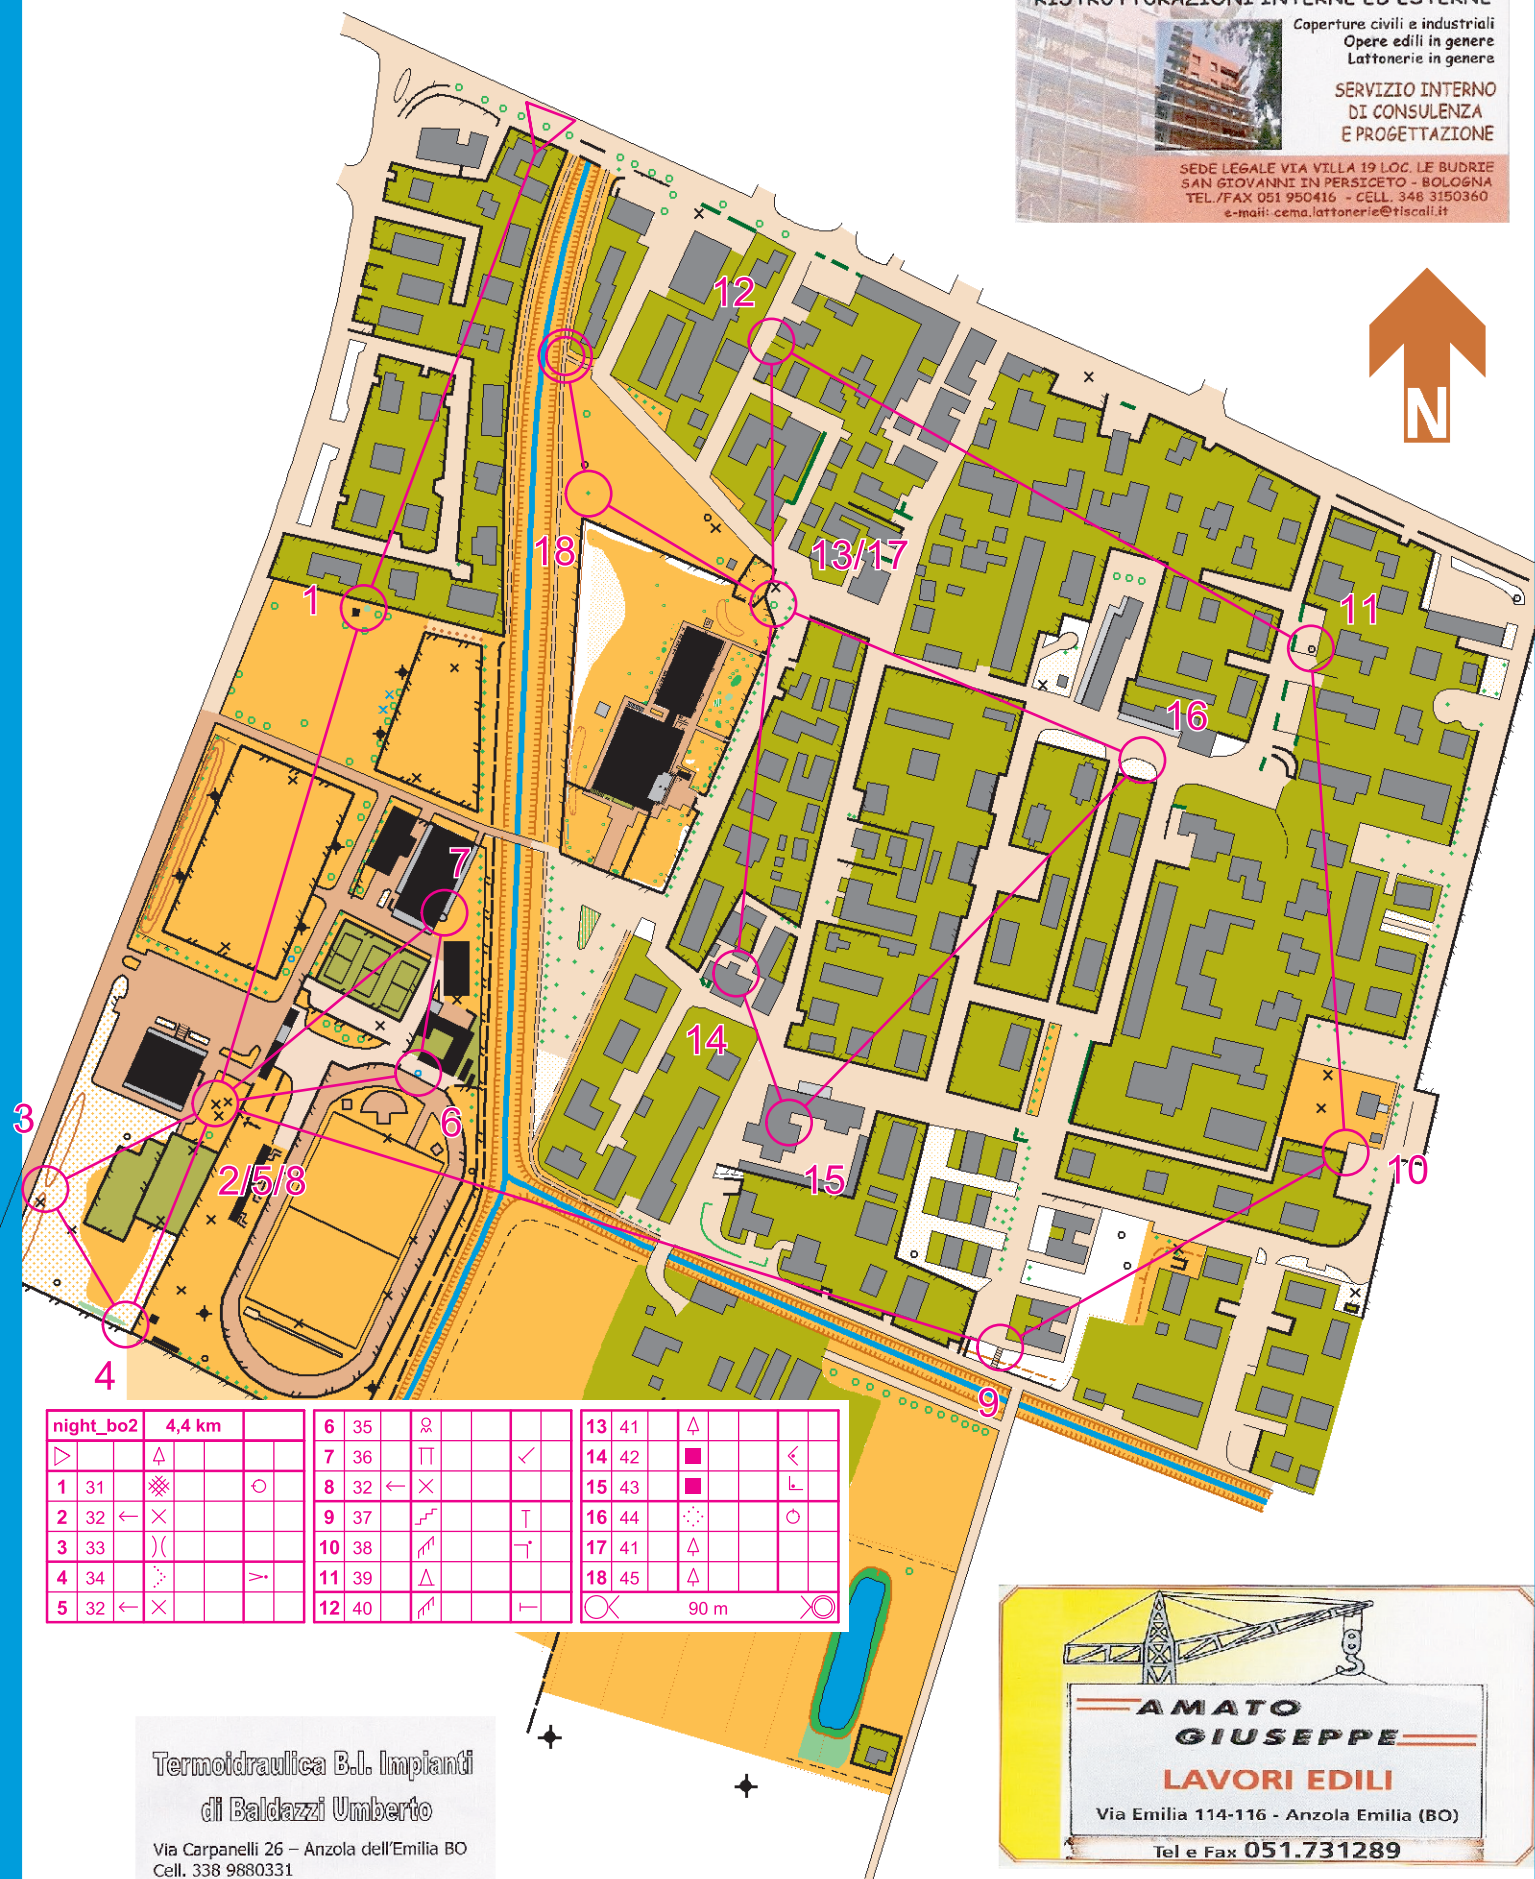 RISTRUTTURAZIONI INTERNE ED ESTERNE
Coperture civili e industriali
Opere edili in genere
Lattonerie in genere
SERVIZIO INTERNO
DI CONSULENZA
E PROGETTAZIONE
SEDE LEGALE VIA VILLA 19 LOC. LE BUDRIE
SAN GIOVANNI IN PERSICETO - BOLOGNA
TEL./FAX 051 950416 - CELL. 348 3150360
e-mail: cema.lattonerie@tiscali.it
N
12
18
13/17
1
11
16
7
14
3
6
2/5/8
15
10
4
9
night_bo2 4,4 km
1 31
2 32
3 33
4 34
5 32
6 35
7 36
8 32
9 37
10 38
11 39
12 40
13 41
14 42
15 43
16 44
17 41
18 45
90 m
Termoidraulica B.I. Impianti
di Baldazzi Umberto
Via Carpanelli 26 – Anzola dell'Emilia BO
Cell. 338 9880331
AMATO
GIUSEPPE
LAVORI EDILI
Via Emilia 114-116 - Anzola Emilia (BO)
Tel e Fax 051.731289